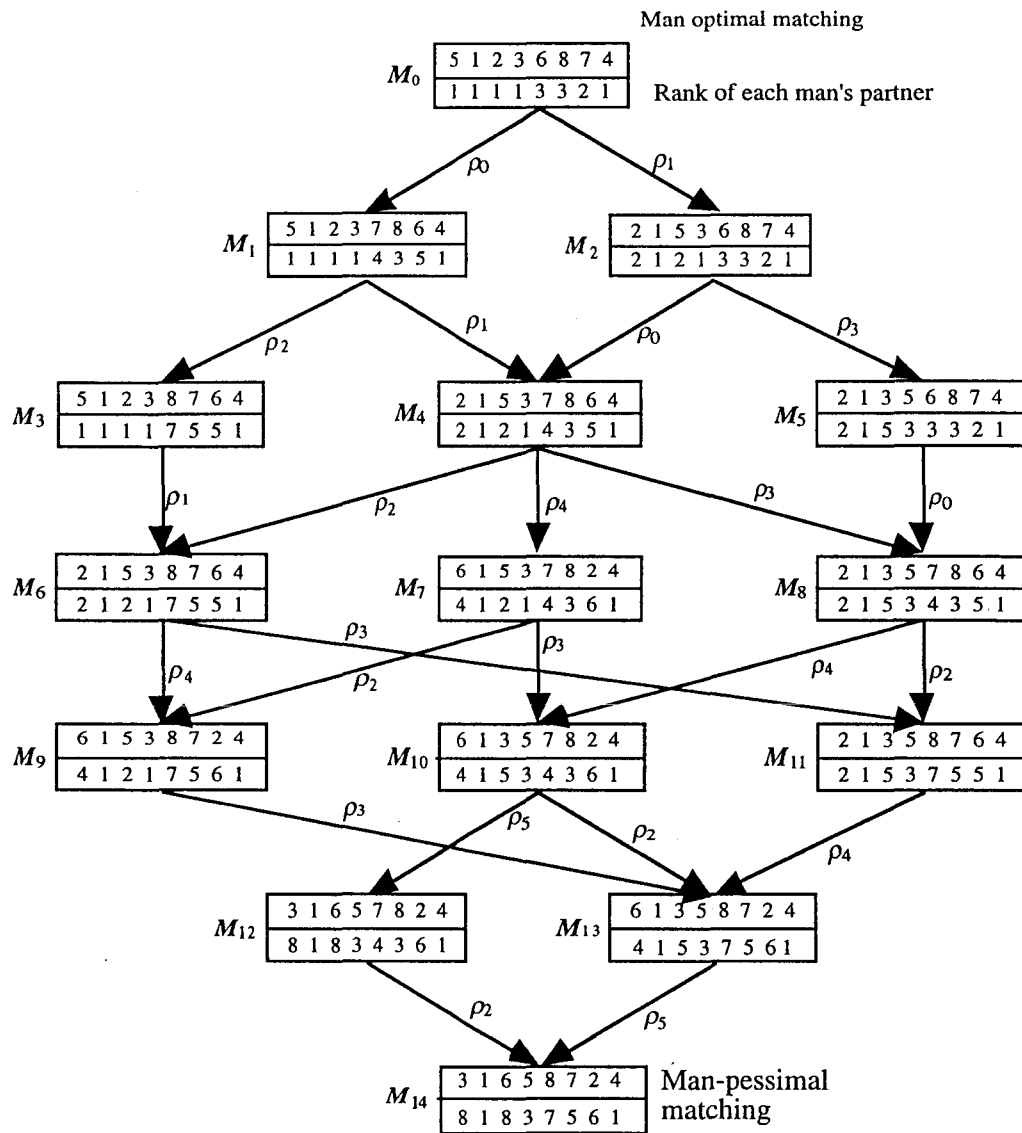 Man optimal matching
M0
5 1 2 3 6 8 7 4
1 1 1 1 3 3 2 1
Rank of each man's partner
ρ0
ρ1
M1
5 1 2 3 7 8 6 4
1 1 1 1 4 3 5 1
M2
2 1 5 3 6 8 7 4
2 1 2 1 3 3 2 1
ρ2
ρ1
ρ0
ρ3
M3
5 1 2 3 8 7 6 4
1 1 1 1 7 5 5 1
M4
2 1 5 3 7 8 6 4
2 1 2 1 4 3 5 1
M5
2 1 3 5 6 8 7 4
2 1 5 3 3 3 2 1
ρ1
ρ2
ρ4
ρ3
ρ0
M6
2 1 5 3 8 7 6 4
2 1 2 1 7 5 5 1
M7
6 1 5 3 7 8 2 4
4 1 2 1 4 3 6 1
M8
2 1 3 5 7 8 6 4
2 1 5 3 4 3 5 1
ρ4
ρ2
ρ3
ρ3
ρ4
ρ2
M9
6 1 5 3 8 7 2 4
4 1 2 1 7 5 6 1
M10
6 1 3 5 7 8 2 4
4 1 5 3 4 3 6 1
M11
2 1 3 5 8 7 6 4
2 1 5 3 7 5 5 1
ρ3
ρ5
ρ2
ρ4
M12
3 1 6 5 7 8 2 4
8 1 8 3 4 3 6 1
M13
6 1 3 5 8 7 2 4
4 1 5 3 7 5 6 1
ρ2
ρ5
M14
3 1 6 5 8 7 2 4
8 1 8 3 7 5 6 1
Man-pessimal
matching